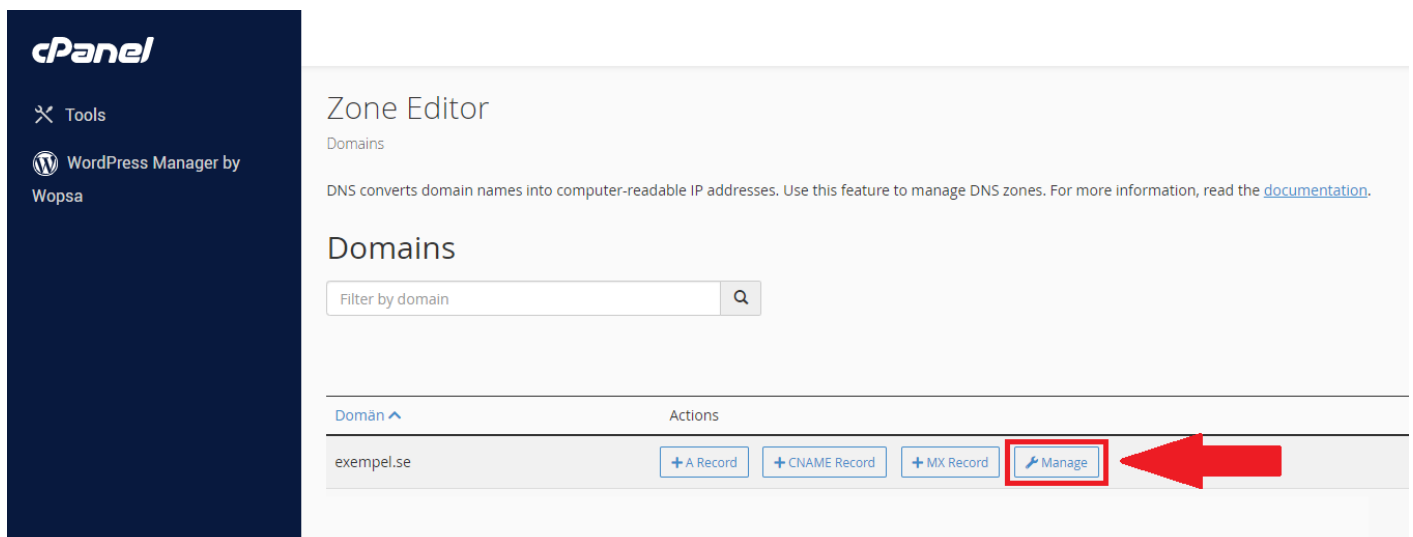 cPanel
Tools
WordPress Manager by
Wopsa
Zone Editor
Domains
DNS converts domain names into computer-readable IP addresses. Use this feature to manage DNS zones. For more information, read the documentation.
Domains
Filter by domain
Domän Actions
exempel.se + A Record + CNAME Record + MX Record Manage